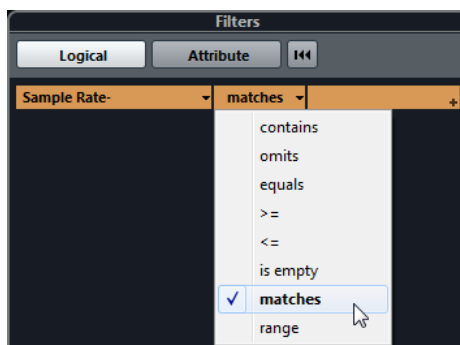 Filters
Logical Attribute
Sample Rate- matches +
contains
omits
equals
>=
<=
is empty
✓ matches
range